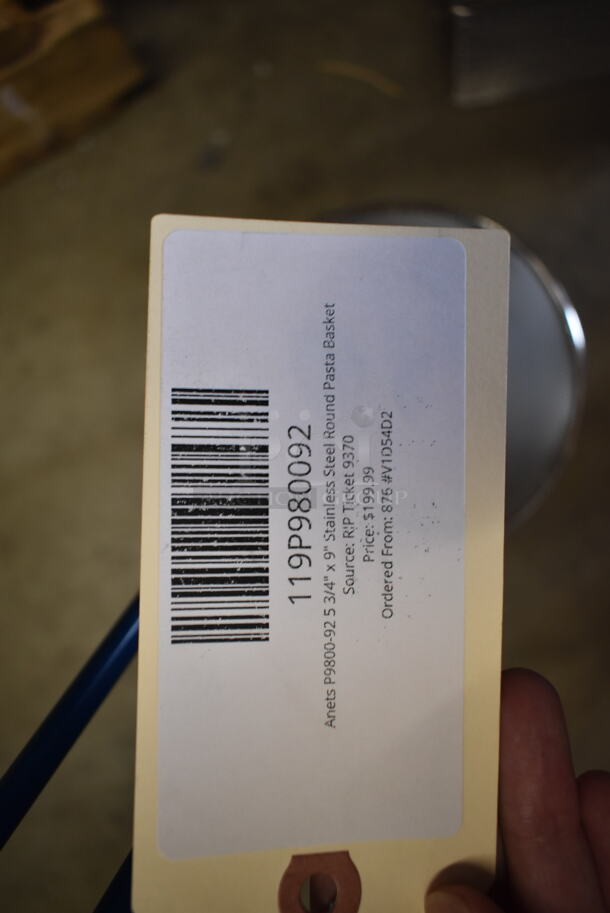 119P980092
Anets P9800-92 5 3/4" x 9" Stainless Steel Round Pasta Basket
Source: R\P Ticket 9370
Price: $199.99
Ordered From: 876 #V1D54D2